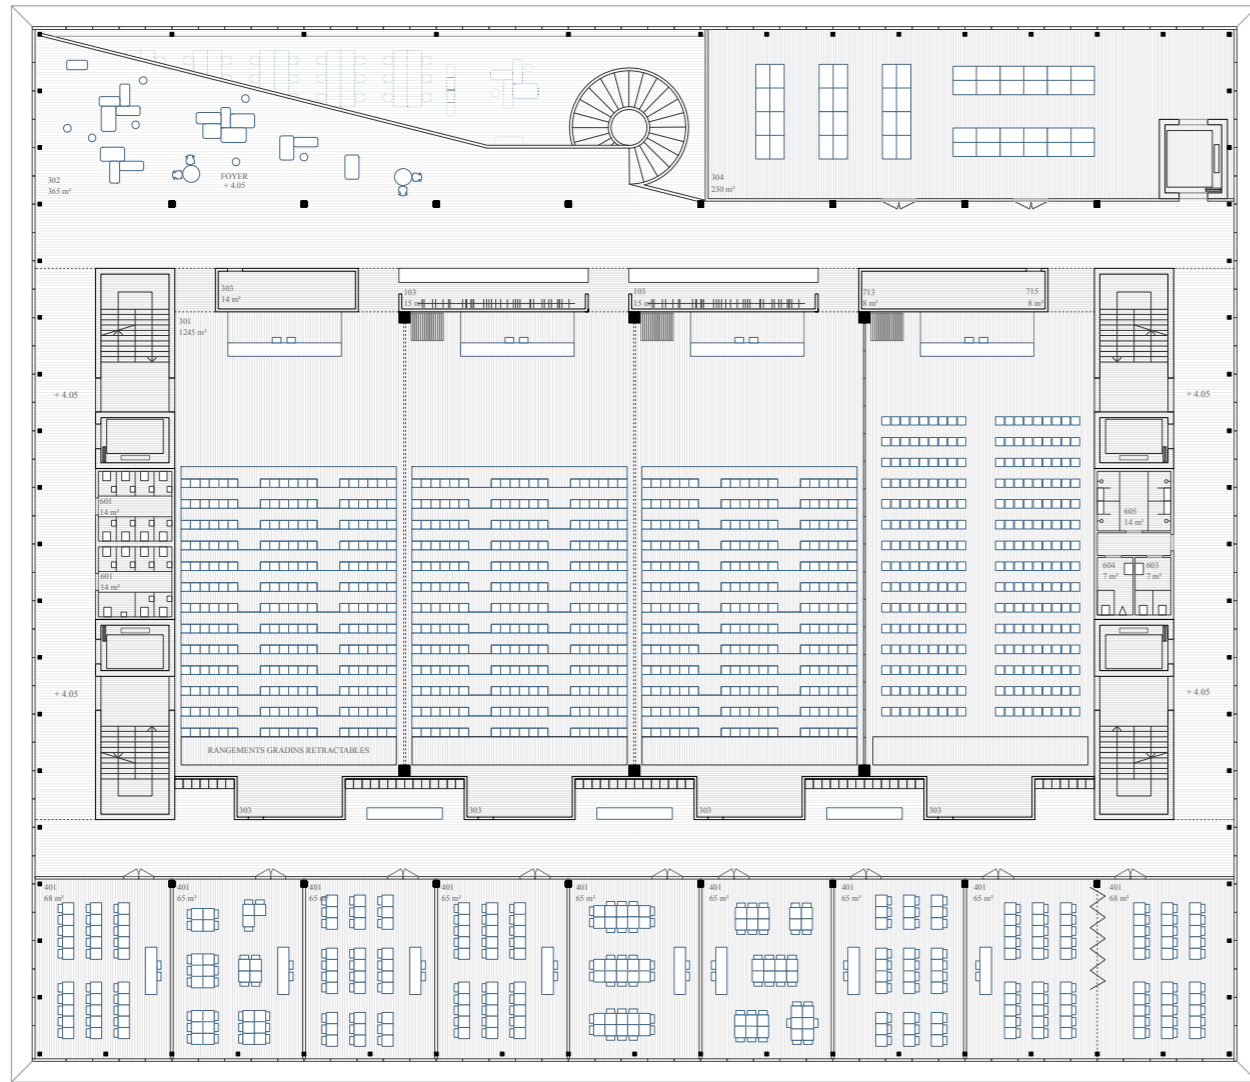 302
365 m²
FOYER
+ 4.05
304
230 m²
303
14 m²
103
15 m²
103
15 m²
713
8 m²
715
8 m²
301
1245 m²
+ 4.05
+ 4.05
601
14 m²
601
14 m²
605
14 m²
604
7 m²
603
7 m²
+ 4.05
+ 4.05
RANGEMENTS GRADINS RETRACTABLES
303
303
303
303
401
68 m²
401
65 m²
401
65 m²
401
65 m²
401
65 m²
401
65 m²
401
65 m²
401
65 m²
401
68 m²